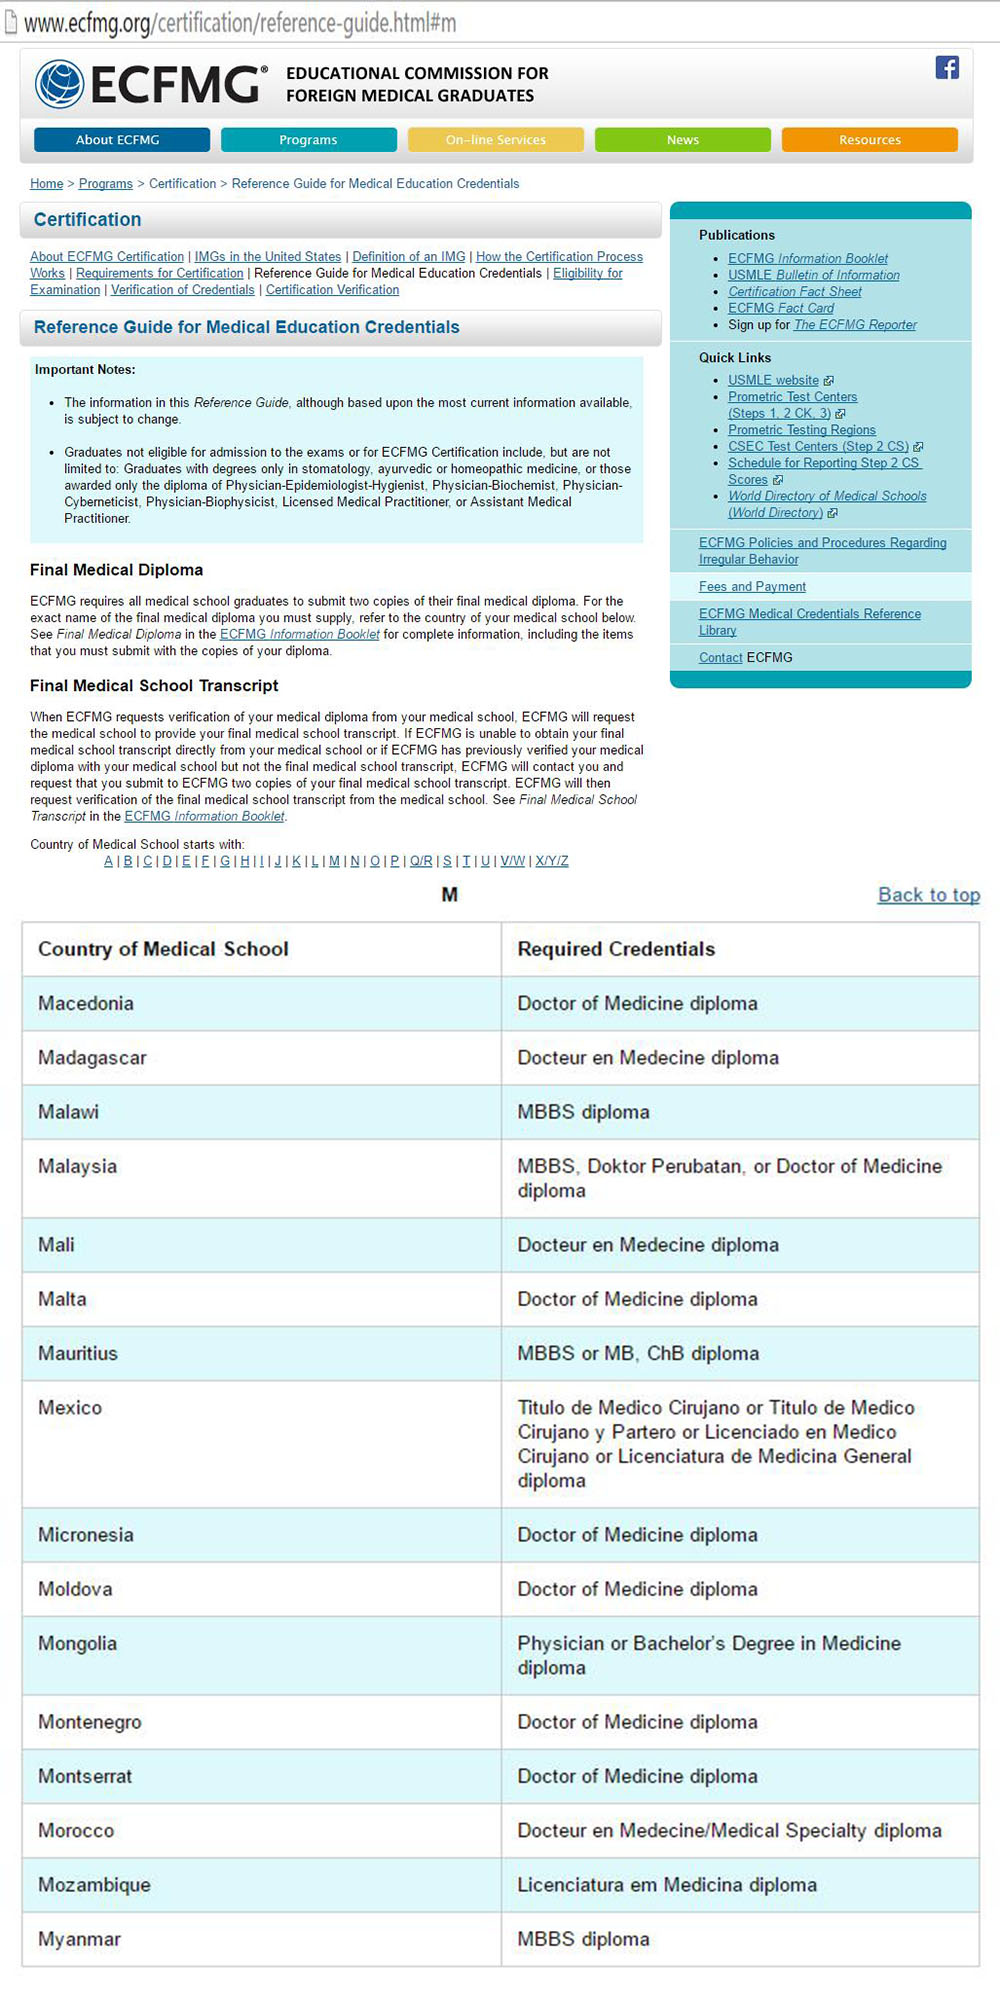 www.ecfmg.org/certification/reference-guide.html#m
ECFMG®
EDUCATIONAL COMMISSION FOR
FOREIGN MEDICAL GRADUATES
About ECFMG
Programs
On-line Services
News
Resources
Home > Programs > Certification > Reference Guide for Medical Education Credentials
Certification
About ECFMG Certification | IMGs in the United States | Definition of an IMG | How the Certification Process
Works | Requirements for Certification | Reference Guide for Medical Education Credentials | Eligibility for
Examination | Verification of Credentials | Certification Verification
Reference Guide for Medical Education Credentials
Important Notes:
• The information in this Reference Guide, although based upon the most current information available,
is subject to change.
• Graduates not eligible for admission to the exams or for ECFMG Certification include, but are not
limited to: Graduates with degrees only in stomatology, ayurvedic or homeopathic medicine, or those
awarded only the diploma of Physician-Epidemiologist-Hygienist, Physician-Biochemist, Physician-
Cyberneticist, Physician-Biophysicist, Licensed Medical Practitioner, or Assistant Medical
Practitioner.
Final Medical Diploma
ECFMG requires all medical school graduates to submit two copies of their final medical diploma. For the
exact name of the final medical diploma you must supply, refer to the country of your medical school below.
See Final Medical Diploma in the ECFMG Information Booklet for complete information, including the items
that you must submit with the copies of your diploma.
Final Medical School Transcript
When ECFMG requests verification of your medical diploma from your medical school, ECFMG will request
the medical school to provide your final medical school transcript. If ECFMG is unable to obtain your final
medical school transcript directly from your medical school or if ECFMG has previously verified your medical
diploma with your medical school but not the final medical school transcript, ECFMG will contact you and
request that you submit to ECFMG two copies of your final medical school transcript. ECFMG will then
request verification of the final medical school transcript from the medical school. See Final Medical School
Transcript in the ECFMG Information Booklet.
Country of Medical School starts with:
A | B | C | D | E | F | G | H | I | J | K | L | M | N | O | P | Q/R | S | T | U | V/W | X/Y/Z
Publications
• ECFMG Information Booklet
• USMLE Bulletin of Information
• Certification Fact Sheet
• ECFMG Fact Card
• Sign up for The ECFMG Reporter
Quick Links
• USMLE website
• Prometric Test Centers
(Steps 1, 2 CK, 3)
• Prometric Testing Regions
• CSEC Test Centers (Step 2 CS)
• Schedule for Reporting Step 2 CS
Scores
• World Directory of Medical Schools
(World Directory)
ECFMG Policies and Procedures Regarding
Irregular Behavior
Fees and Payment
ECFMG Medical Credentials Reference
Library
Contact ECFMG
M
Back to top
Country of Medical School
Required Credentials
Macedonia
Doctor of Medicine diploma
Madagascar
Docteur en Medecine diploma
Malawi
MBBS diploma
Malaysia
MBBS, Doktor Perubatan, or Doctor of Medicine
diploma
Mali
Docteur en Medecine diploma
Malta
Doctor of Medicine diploma
Mauritius
MBBS or MB, ChB diploma
Mexico
Titulo de Medico Cirujano or Titulo de Medico
Cirujano y Partero or Licenciado en Medico
Cirujano or Licenciatura de Medicina General
diploma
Micronesia
Doctor of Medicine diploma
Moldova
Doctor of Medicine diploma
Mongolia
Physician or Bachelor's Degree in Medicine
diploma
Montenegro
Doctor of Medicine diploma
Montserrat
Doctor of Medicine diploma
Morocco
Docteur en Medecine/Medical Specialty diploma
Mozambique
Licenciatura em Medicina diploma
Myanmar
MBBS diploma